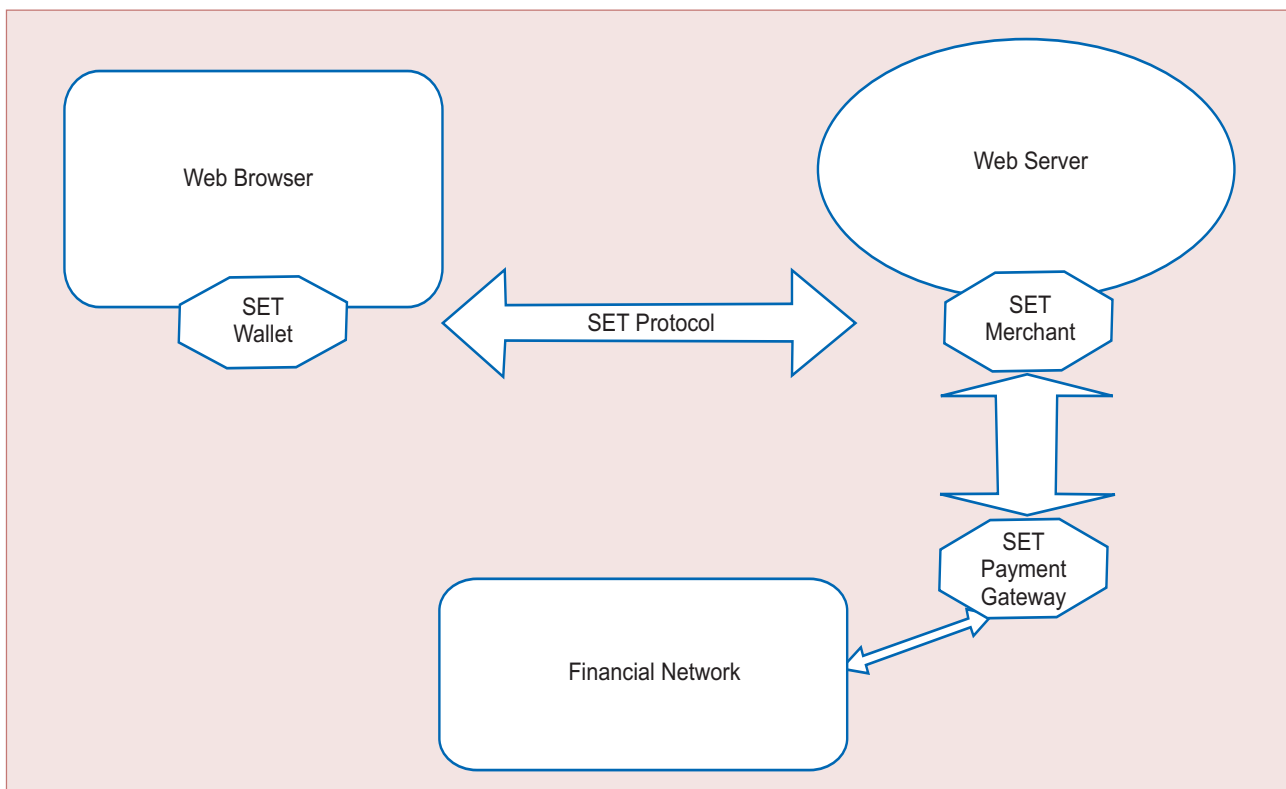 Web Browser
Web Server
SET
Wallet
SET Protocol
SET
Merchant
SET
Payment
Gateway
Financial Network